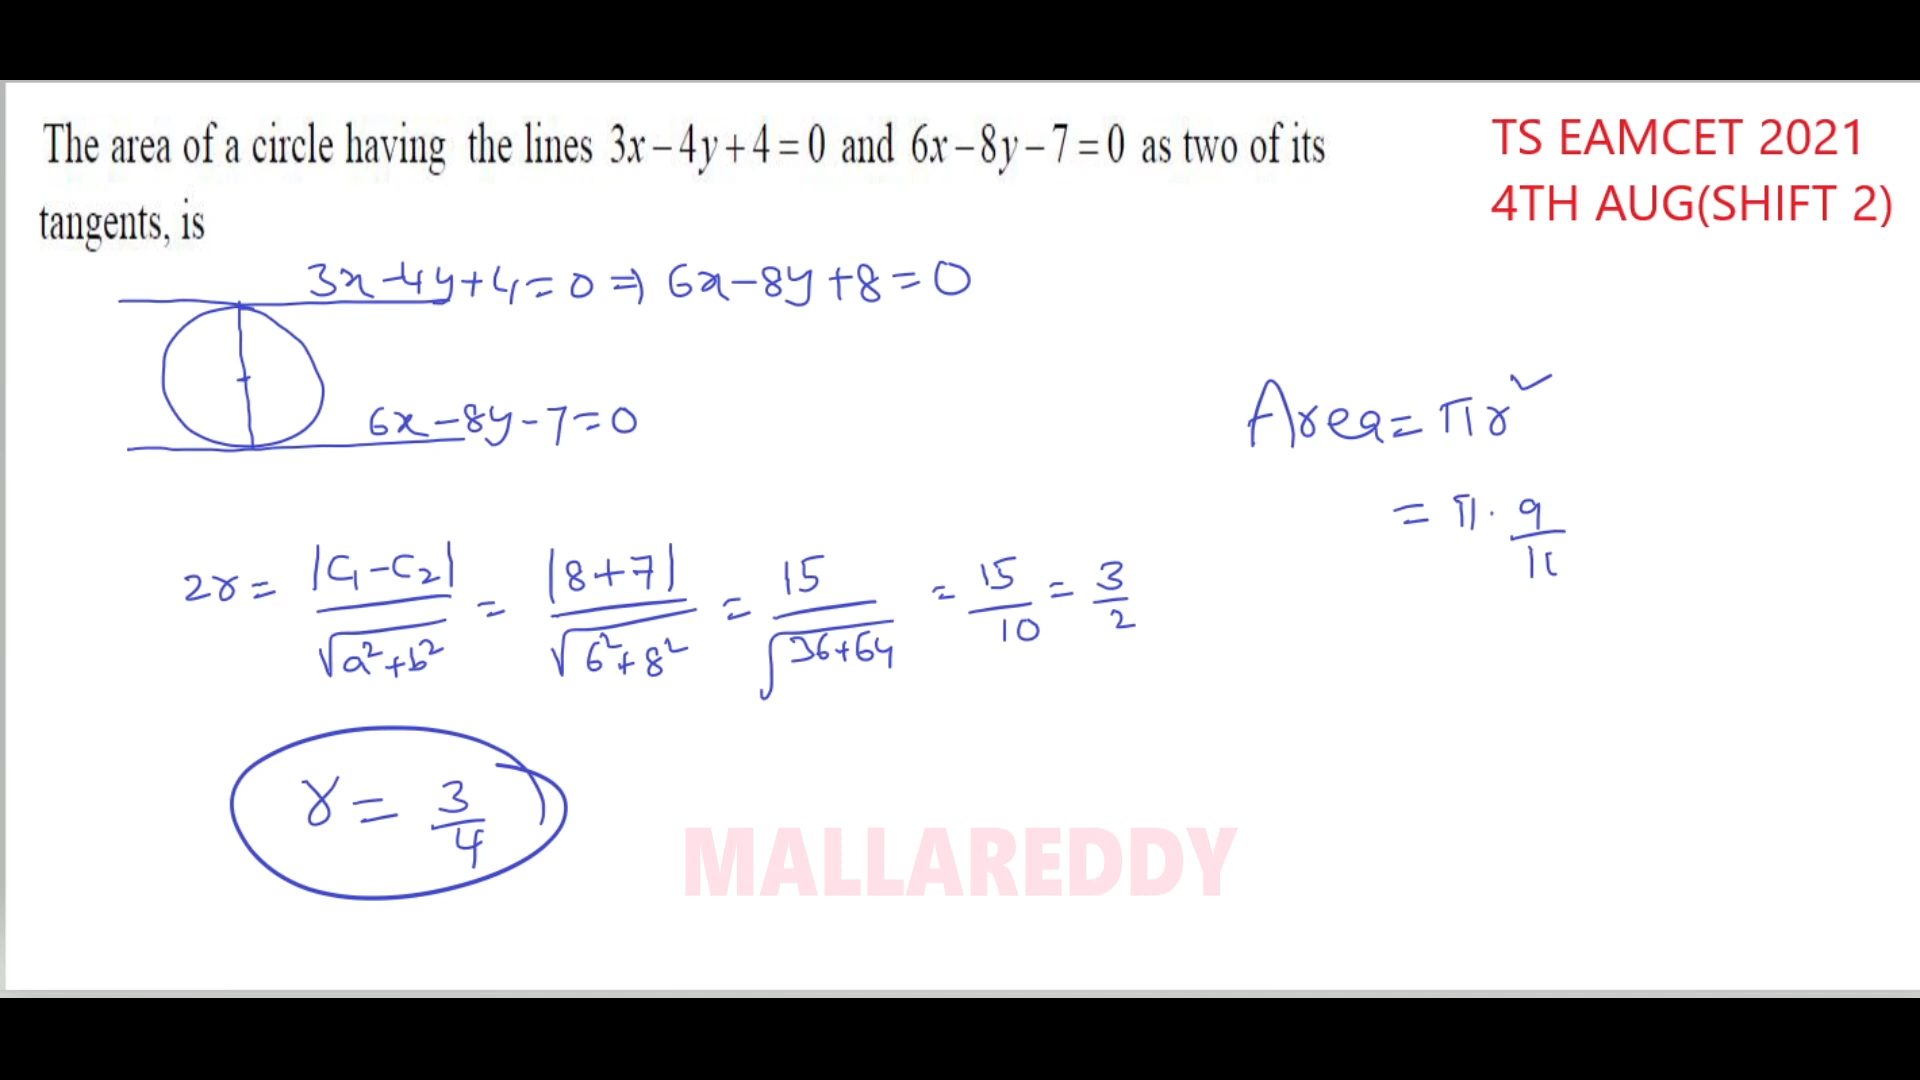 The area of a circle having the lines 3x−4y+4=0 and 6x−8y−7=0 as two of its
tangents, is
TS EAMCET 2021
4TH AUG(SHIFT 2)
3x-4y+4=0 ⇒ 6x-8y+8=0
6x-8y-7=0
Area = πr²
= π. 9/1
2r = |C₁-C₂|/√(a²+b²) = |8+7|/√(6²+8²) = 15/√(36+64) = 15/10 = 3/2
r = 3/4
MALLAREDDY